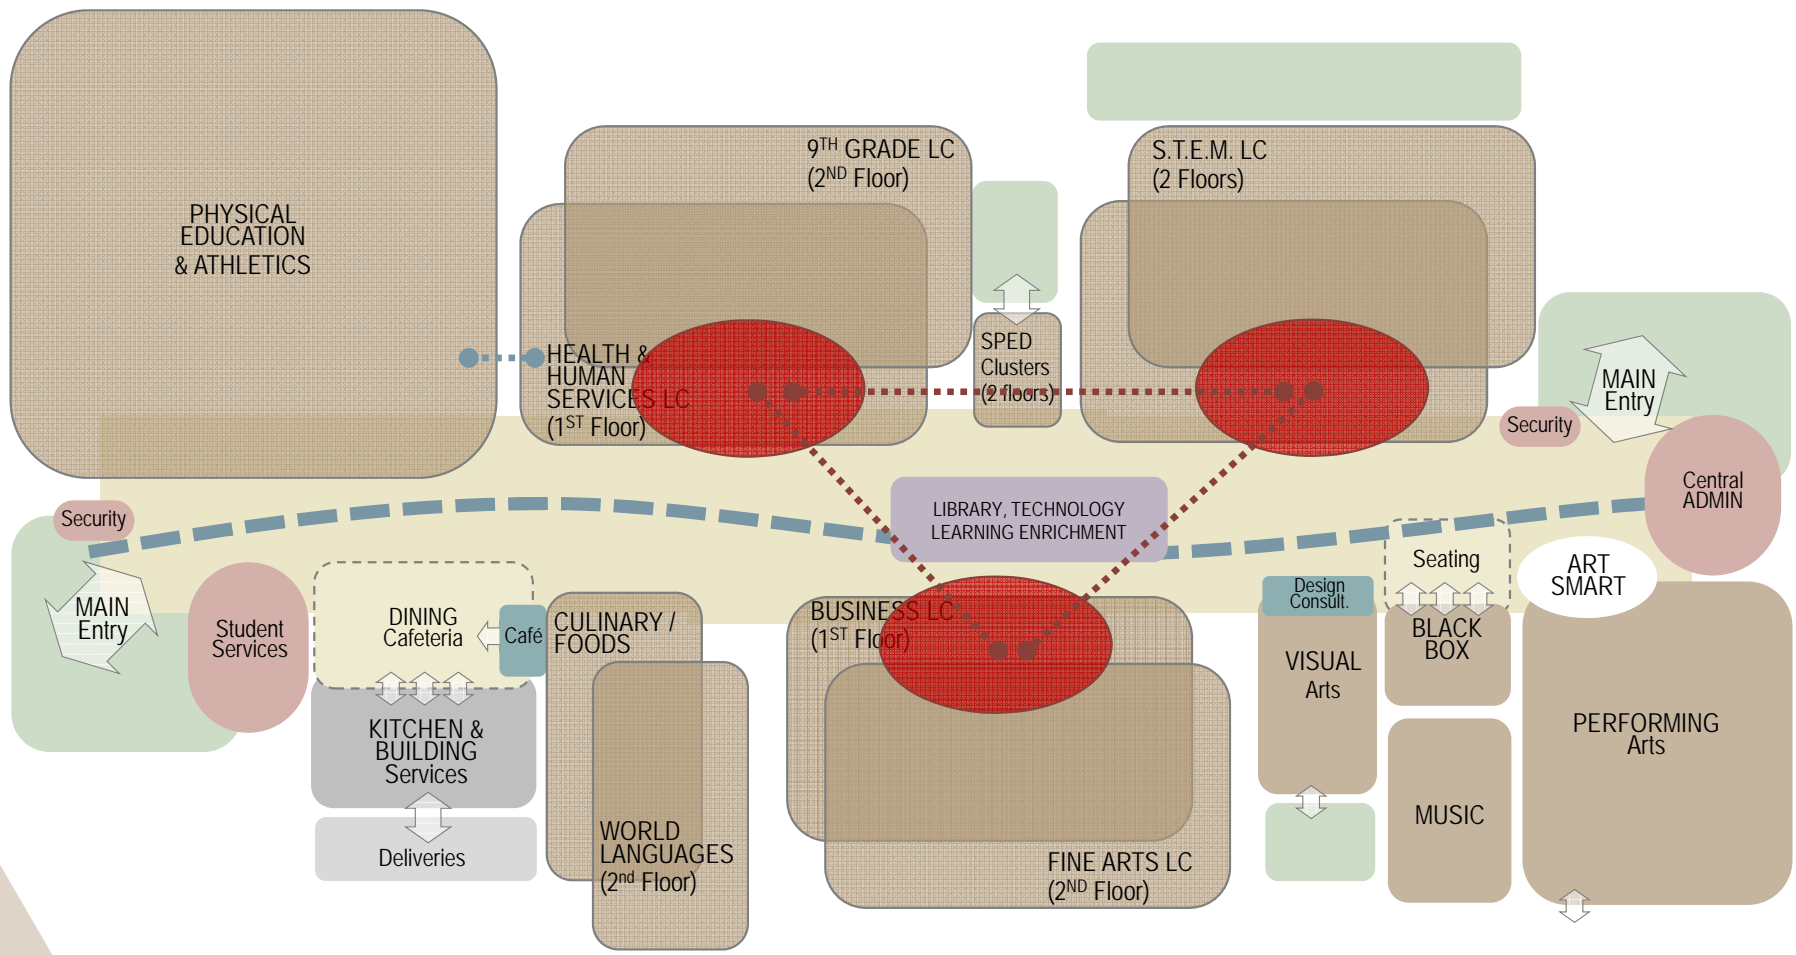 PHYSICAL
EDUCATION
& ATHLETICS
9TH GRADE LC
(2ND Floor)
S.T.E.M. LC
(2 Floors)
HEALTH &
HUMAN
SERVICES LC
(1ST Floor)
SPED
Clusters
(2 floors)
MAIN
Entry
Security
Central
ADMIN
LIBRARY, TECHNOLOGY
LEARNING ENRICHMENT
Security
MAIN
Entry
Student
Services
DINING
Cafeteria
Café
CULINARY /
FOODS
KITCHEN &
BUILDING
Services
Deliveries
WORLD
LANGUAGES
(2nd Floor)
BUSINESS LC
(1ST Floor)
FINE ARTS LC
(2ND Floor)
Design
Consult.
VISUAL
Arts
Seating
BLACK
BOX
MUSIC
ART
SMART
PERFORMING
Arts